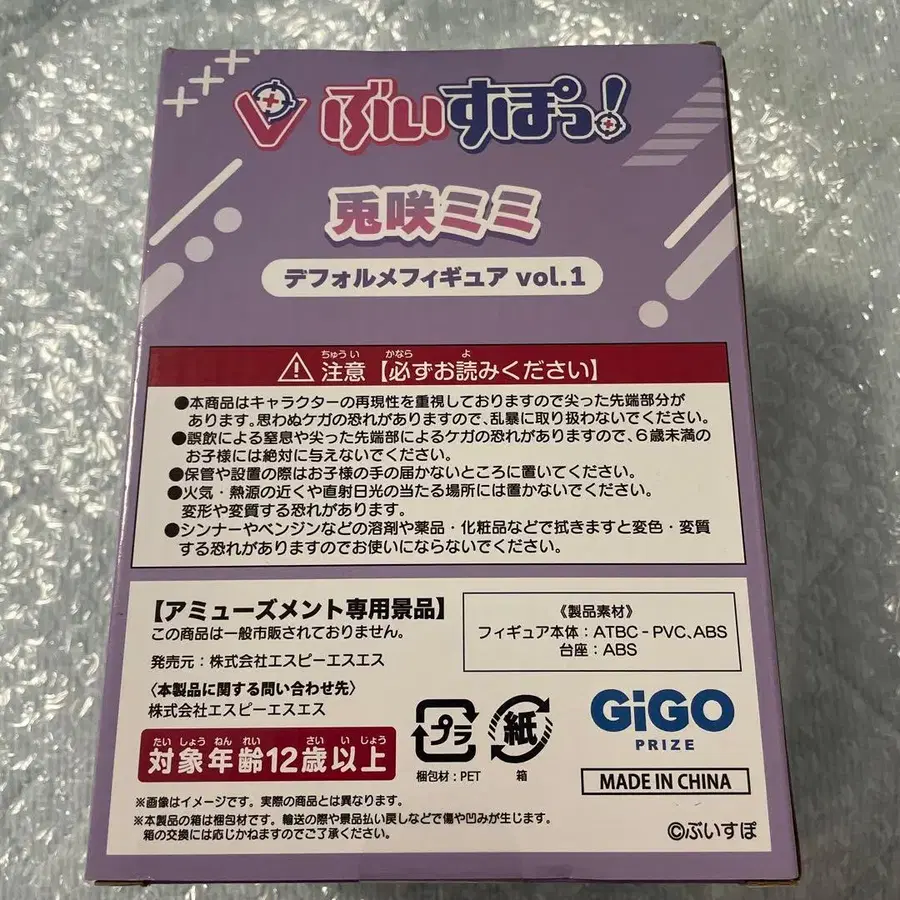 ぶいすぽっ!
兎咲ミミ
デフォルメフィギュア vol.1
ちゅうい かなら よ
注意【必ずお読みください】
●本商品はキャラクターの再現性を重視しておりますので尖った先端部分が
あります。思わぬケガの恐れがありますので、乱暴に取り扱わないでください。
●誤飲による窒息や尖った先端部によるケガの恐れがありますので、6歳未満の
お子様には絶対に与えないでください。
●保管や設置の際はお子様の手の届かないところに置いてください。
●火気・熱源の近くや直射日光の当たる場所には置かないでください。
変形や変質する恐れがあります。
●シンナーやベンジンなどの溶剤や薬品・化粧品などで拭きますと変色・変質
する恐れがありますのでお使いにならないでください。
【アミューズメント専用景品】
この商品は一般市販されておりません。
発売元:株式会社エスピーエスエス
〈本製品に関する問い合わせ先〉
株式会社エスピーエスエス
《製品素材》
フィギュア本体:ATBC-PVC、ABS
台座:ABS
たいしょうねんれい さいいじょう
対象年齢12歳以上
プラ
梱包材:PET
紙
箱
GiGO
PRIZE
MADE IN CHINA
※画像はイメージです。実際の商品とは異なります。
※本製品の箱は梱包材です。輸送の際や景品払い戻しなどで傷や凹みが生じます。
箱の交換には応じかねますのでご了承ください。
©ぶいすぽ